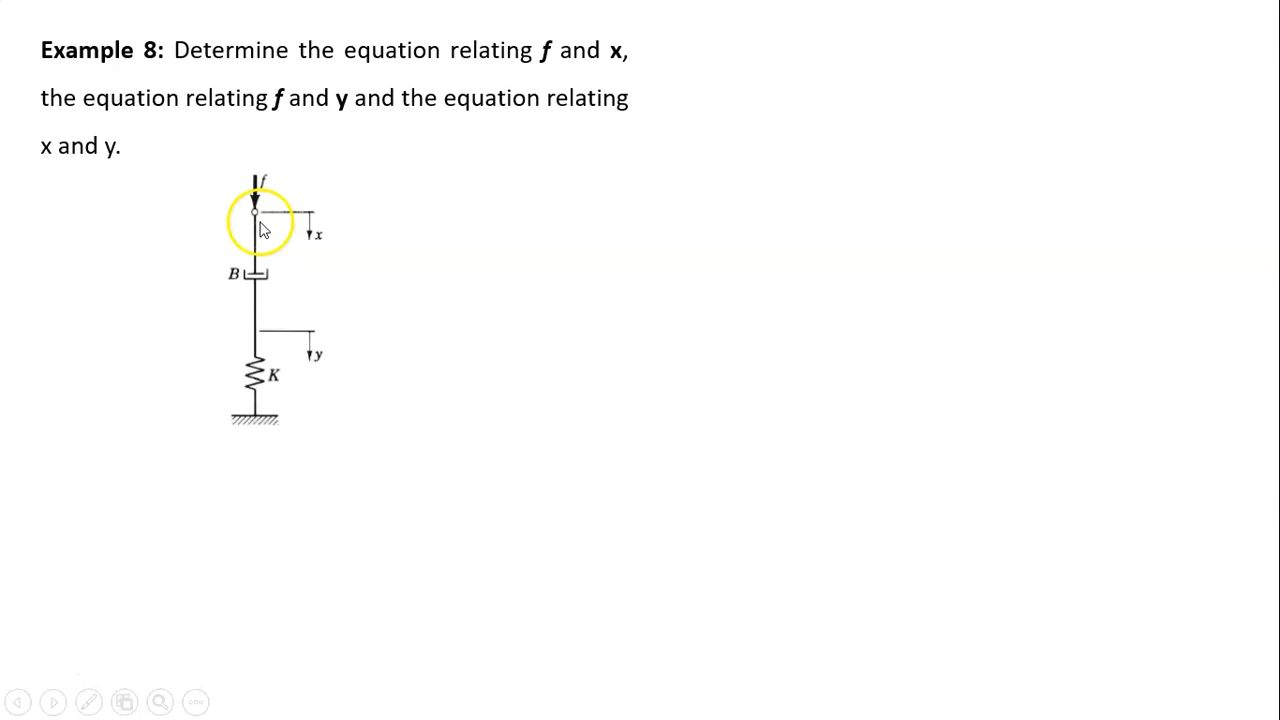 Example 8: Determine the equation relating f and x,
the equation relating f and y and the equation relating
x and y.
f
x
B
y
K